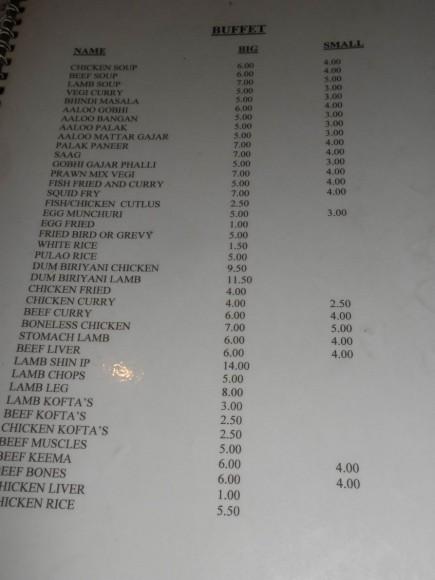 BUFFET
NAME BIG SMALL
CHICKEN SOUP 6.00 4.00
BEEF SOUP 6.00 4.00
LAMB SOUP 7.00 5.00
VEGI CURRY 5.00 3.00
BHINDI MASALA 5.00 3.00
AALOO GOBHI 6.00 4.00
AALOO BANGAN 5.00 3.00
AALOO PALAK 5.00 3.00
AALOO MATTAR GAJAR 5.00 3.00
PALAK PANEER 7.00 4.00
SAAG 7.00 4.00
GOBHI GAJAR PHALLI 5.00 3.00
PRAWN MIX VEGI 7.00 4.00
FISH FRIED AND CURRY 5.00 4.00
SQUID FRY 7.00 4.00
FISH/CHICKEN CUTLUS 2.50
EGG MUNCHURI 5.00 3.00
EGG FRIED 1.00
FRIED BIRD OR GREVY 5.00
WHITE RICE 1.50
PULAO RICE 5.00
DUM BIRIYANI CHICKEN 9.50
DUM BIRIYANI LAMB 11.50
CHICKEN FRIED 4.00
CHICKEN CURRY 4.00 2.50
BEEF CURRY 6.00 4.00
BONELESS CHICKEN 7.00 5.00
STOMACH LAMB 6.00 4.00
BEEF LIVER 6.00 4.00
LAMB SHIN IP 14.00
LAMB CHOPS 5.00
LAMB LEG 8.00
LAMB KOFTA'S 3.00
BEEF KOFTA'S 2.50
CHICKEN KOFTA'S 2.50
BEEF MUSCLES 5.00
BEEF KEEMA 6.00 4.00
EEF BONES 6.00 4.00
HICKEN LIVER 1.00
HICKEN RICE 5.50